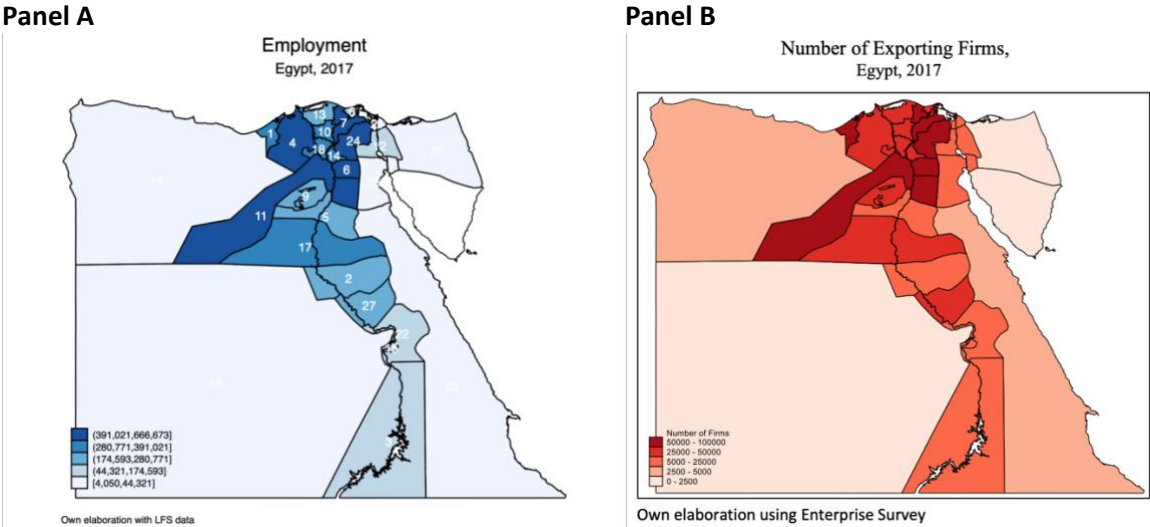 Panel A
Employment
Egypt, 2017
13
1
7
4
10
24
18
14
6
9
11
5
17
2
27
22
(391,021,666,673]
(280,771,391,021]
(174,593,280,771]
(44,321,174,593]
[4,050,44,321]
Own elaboration with LFS data
Panel B
Number of Exporting Firms,
Egypt, 2017
Number of Firms
50000 - 100000
25000 - 50000
5000 - 25000
2500 - 5000
0 - 2500
Own elaboration using Enterprise Survey